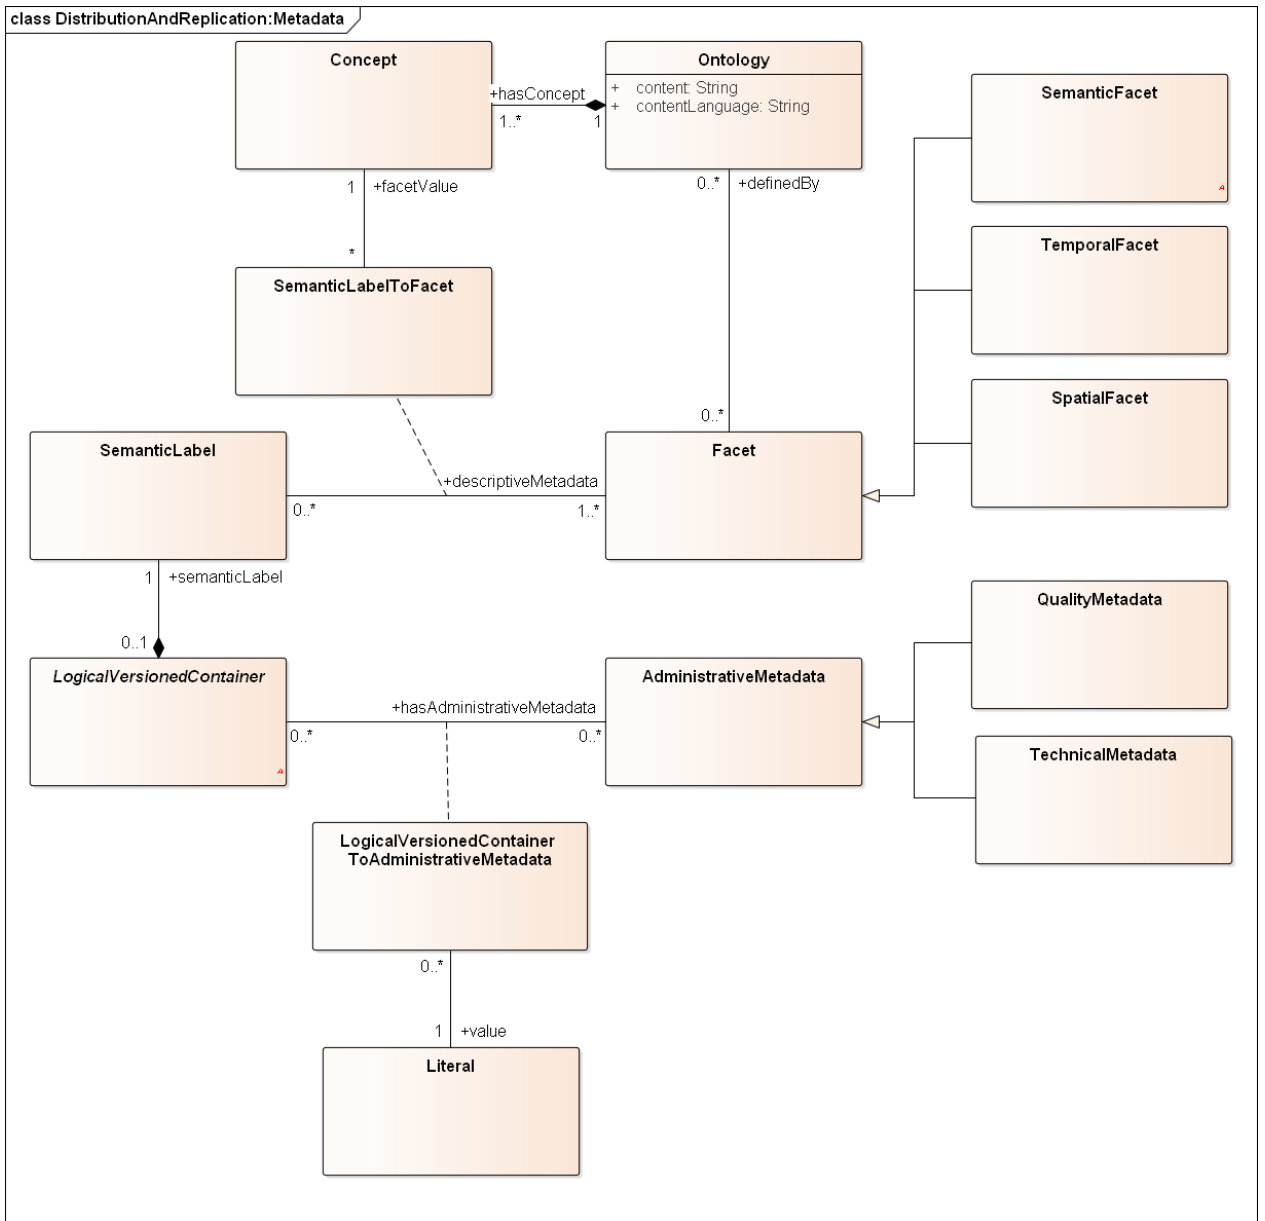 class DistributionAndReplication:Metadata
Concept
Ontology
+ content: String
+ contentLanguage: String
+hasConcept
1..*
1
SemanticFacet
A
1
+facetValue
*
0..*
+definedBy
0..*
TemporalFacet
SemanticLabelToFacet
SpatialFacet
SemanticLabel
Facet
+descriptiveMetadata
0..*
1..*
1
+semanticLabel
0..1
QualityMetadata
LogicalVersionedContainer
A
AdministrativeMetadata
+hasAdministrativeMetadata
0..*
0..*
TechnicalMetadata
LogicalVersionedContainer
ToAdministrativeMetadata
0..*
1
+value
Literal